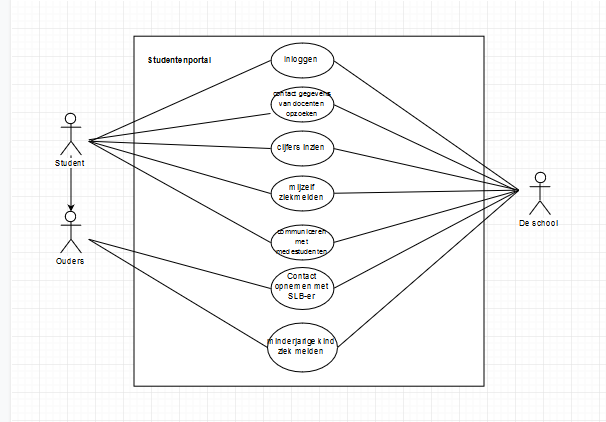 Studentenportal
inloggen
contact gegevens
van docenten
opzoeken
cijfers inzien
mijzelf
ziekmelden
communiceren
met
medestudenten
Contact
opnemen met
SLB-er
minderjarige kind
ziek melden
Student
Ouders
De school